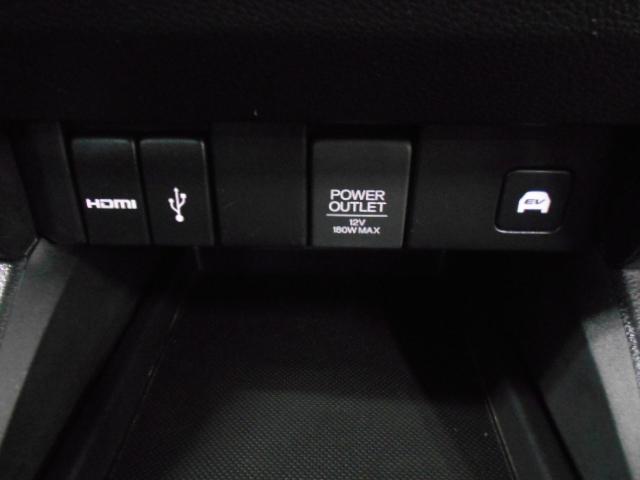 HDMI
POWER
OUTLET
12V
180W MAX
EV